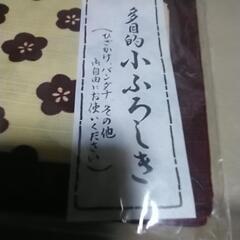 多目的
小ふろしき
(ひざかけ、バンダナ、その他
御自由にお使いください)